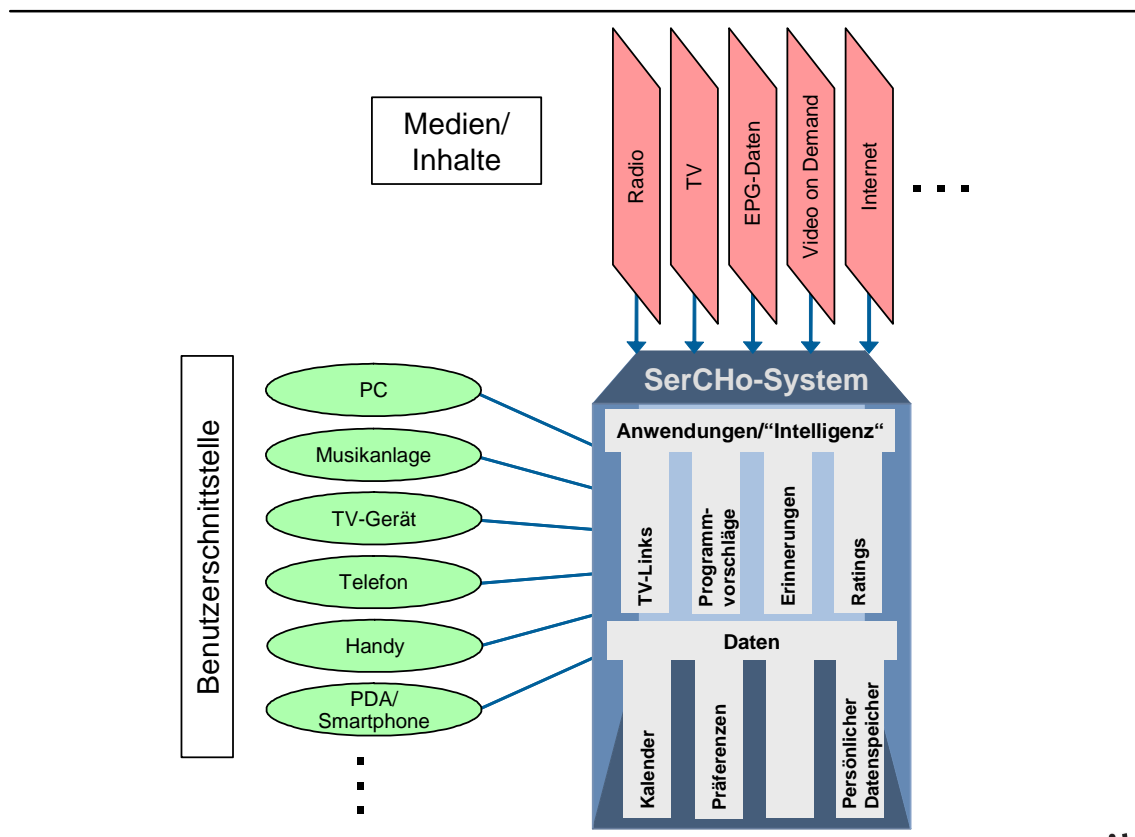 Medien/
Inhalte
Radio
TV
EPG-Daten
Video on Demand
Internet
...
Benutzerschnittstelle
PC
Musikanlage
TV-Gerät
Telefon
Handy
PDA/
Smartphone
SerCHo-System
Anwendungen/“Intelligenz“
TV-Links
Programm-
vorschläge
Erinnerungen
Ratings
Daten
Kalender
Präferenzen
Persönlicher
Datenspeicher